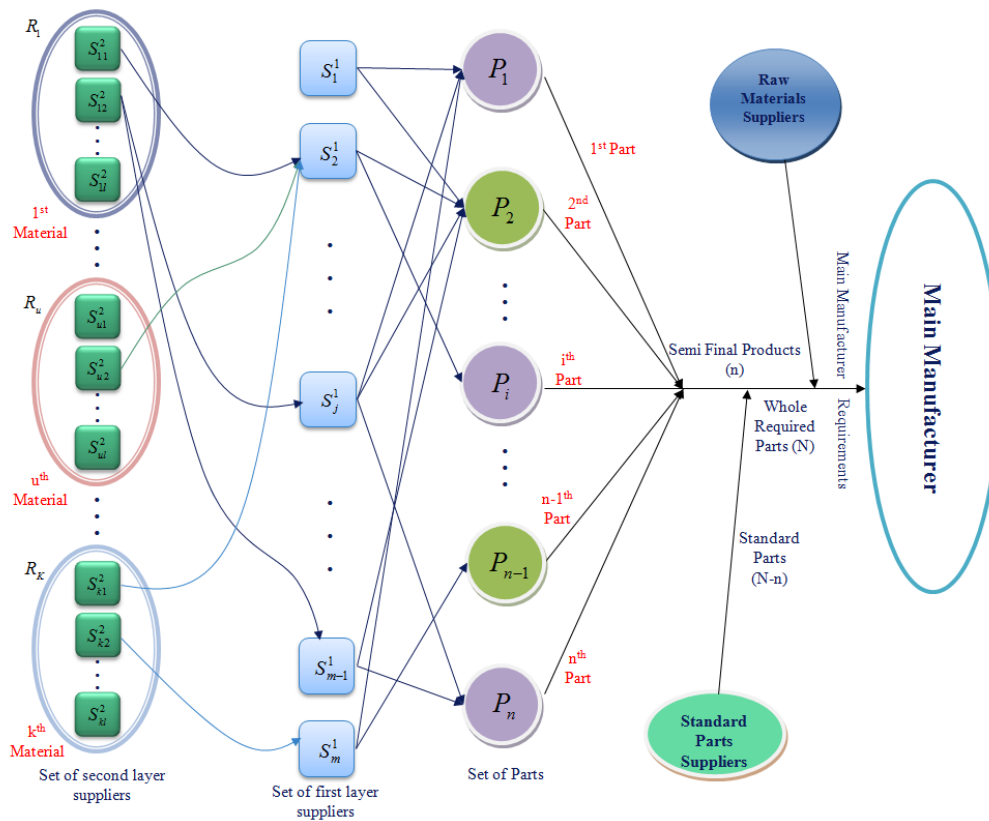 R₁
S²₁₁
S²₁₂
S²₁ₗ
1st
Material
Rᵤ
S²ᵤ₁
S²ᵤ₂
S²ᵤₗ
uth
Material
R_K
S²ₖ₁
S²ₖ₂
S²ₖₗ
kth
Material
Set of second layer
suppliers
S¹₁
S¹₂
S¹ⱼ
S¹ₘ₋₁
S¹ₘ
Set of first layer
suppliers
P₁
P₂
Pᵢ
Pₙ₋₁
Pₙ
Set of Parts
1st Part
2nd
Part
ith
Part
n-1th
Part
nth
Part
Semi Final Products
(n)
Whole
Required
Parts (N)
Standard
Parts
(N-n)
Raw
Materials
Suppliers
Standard
Parts
Suppliers
Main Manufacturer
Requirements
Main Manufacturer